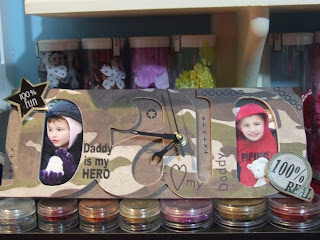 100%
fun
Daddy
is my
HERO
my
Daddy
100%
REAL